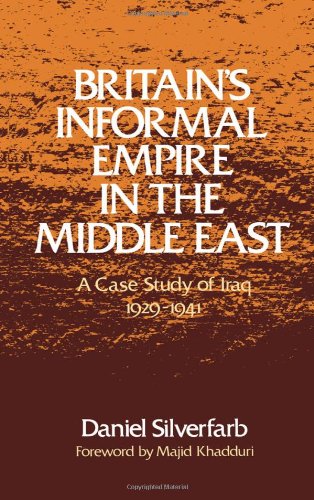 BRITAIN'S
INFORMAL
EMPIRE
IN THE
MIDDLE EAST
A Case Study of Iraq
1929-1941
Daniel Silverfarb
Foreword by Majid Khadduri